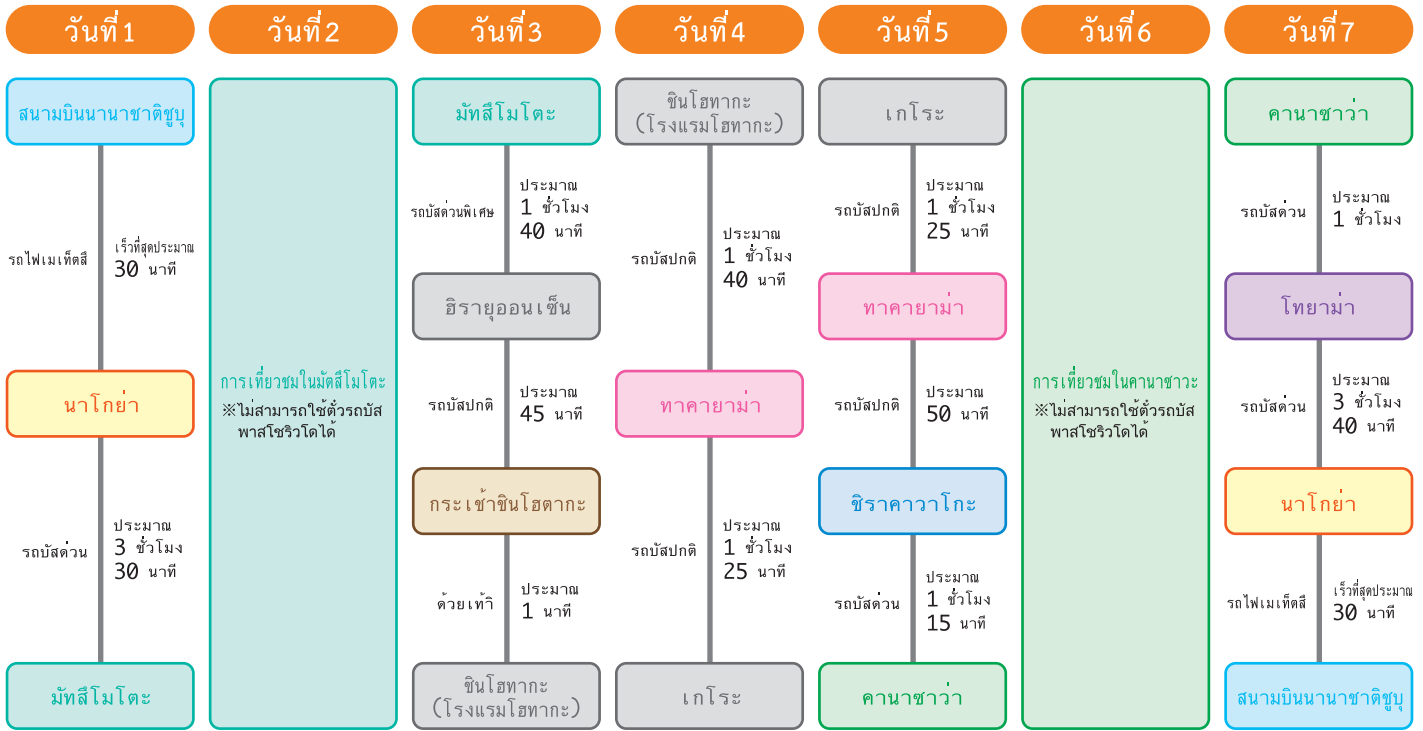 วันที่1
สนามบินนานาชาติชูบุ
รถไฟเมเท็ตสึ
เร็วที่สุดประมาณ
30 นาที
นาโกย่า
รถบัสด่วน
ประมาณ
3 ชั่วโมง
30 นาที
มัทสึโมโตะ
วันที่2
การเที่ยวชมในมัตสึโมโตะ
※ไม่สามารถใช้ตั๋วรถบัส
พาสโชริวโดได้
วันที่3
มัทสึโมโตะ
รถบัสด่วนพิเศษ
ประมาณ
1 ชั่วโมง
40 นาที
ฮิรายุออนเซ็น
รถบัสปกติ
ประมาณ
45 นาที
กระเช้าชินโฮตากะ
ด้วยเท้าิ
ประมาณ
1 นาที
ชินโฮทากะ
(โรงแรมโฮทากะ)
วันที่4
ชินโฮทากะ
(โรงแรมโฮทากะ)
รถบัสปกติ
ประมาณ
1 ชั่วโมง
40 นาที
ทาคายาม่า
รถบัสปกติ
ประมาณ
1 ชั่วโมง
25 นาที
เกโระ
วันที่5
เกโระ
รถบัสปกติ
ประมาณ
1 ชั่วโมง
25 นาที
ทาคายาม่า
รถบัสปกติ
ประมาณ
50 นาที
ชิราคาวาโกะ
รถบัสด่วน
ประมาณ
1 ชั่วโมง
15 นาที
คานาซาว่า
วันที่6
การเที่ยวชมในคานาซาวะ
※ไม่สามารถใช้ตั๋วรถบัส
พาสโชริวโดได้
วันที่7
คานาซาว่า
รถบัสด่วน
ประมาณ
1 ชั่วโมง
โทยาม่า
รถบัสด่วน
ประมาณ
3 ชั่วโมง
40 นาที
นาโกย่า
รถไฟเมเท็ตสึ
เร็วที่สุดประมาณ
30 นาที
สนามบินนานาชาติชูบุ